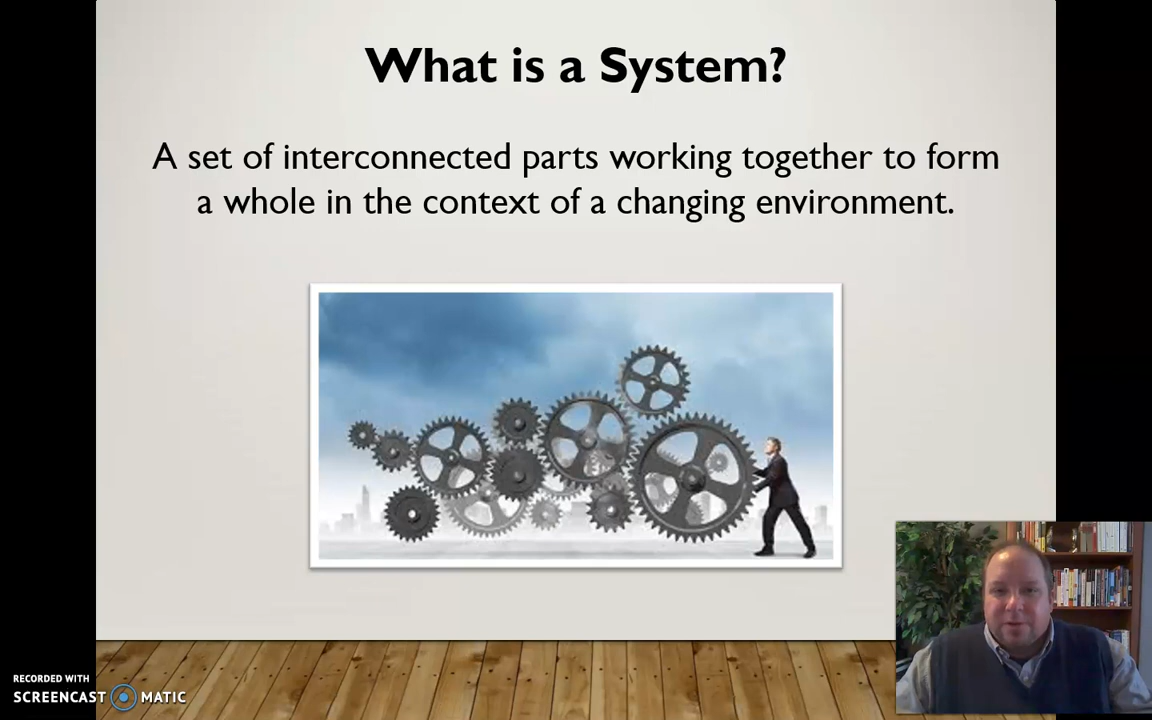 What is a System?
A set of interconnected parts working together to form
a whole in the context of a changing environment.
RECORDED WITH
SCREENCAST MATIC